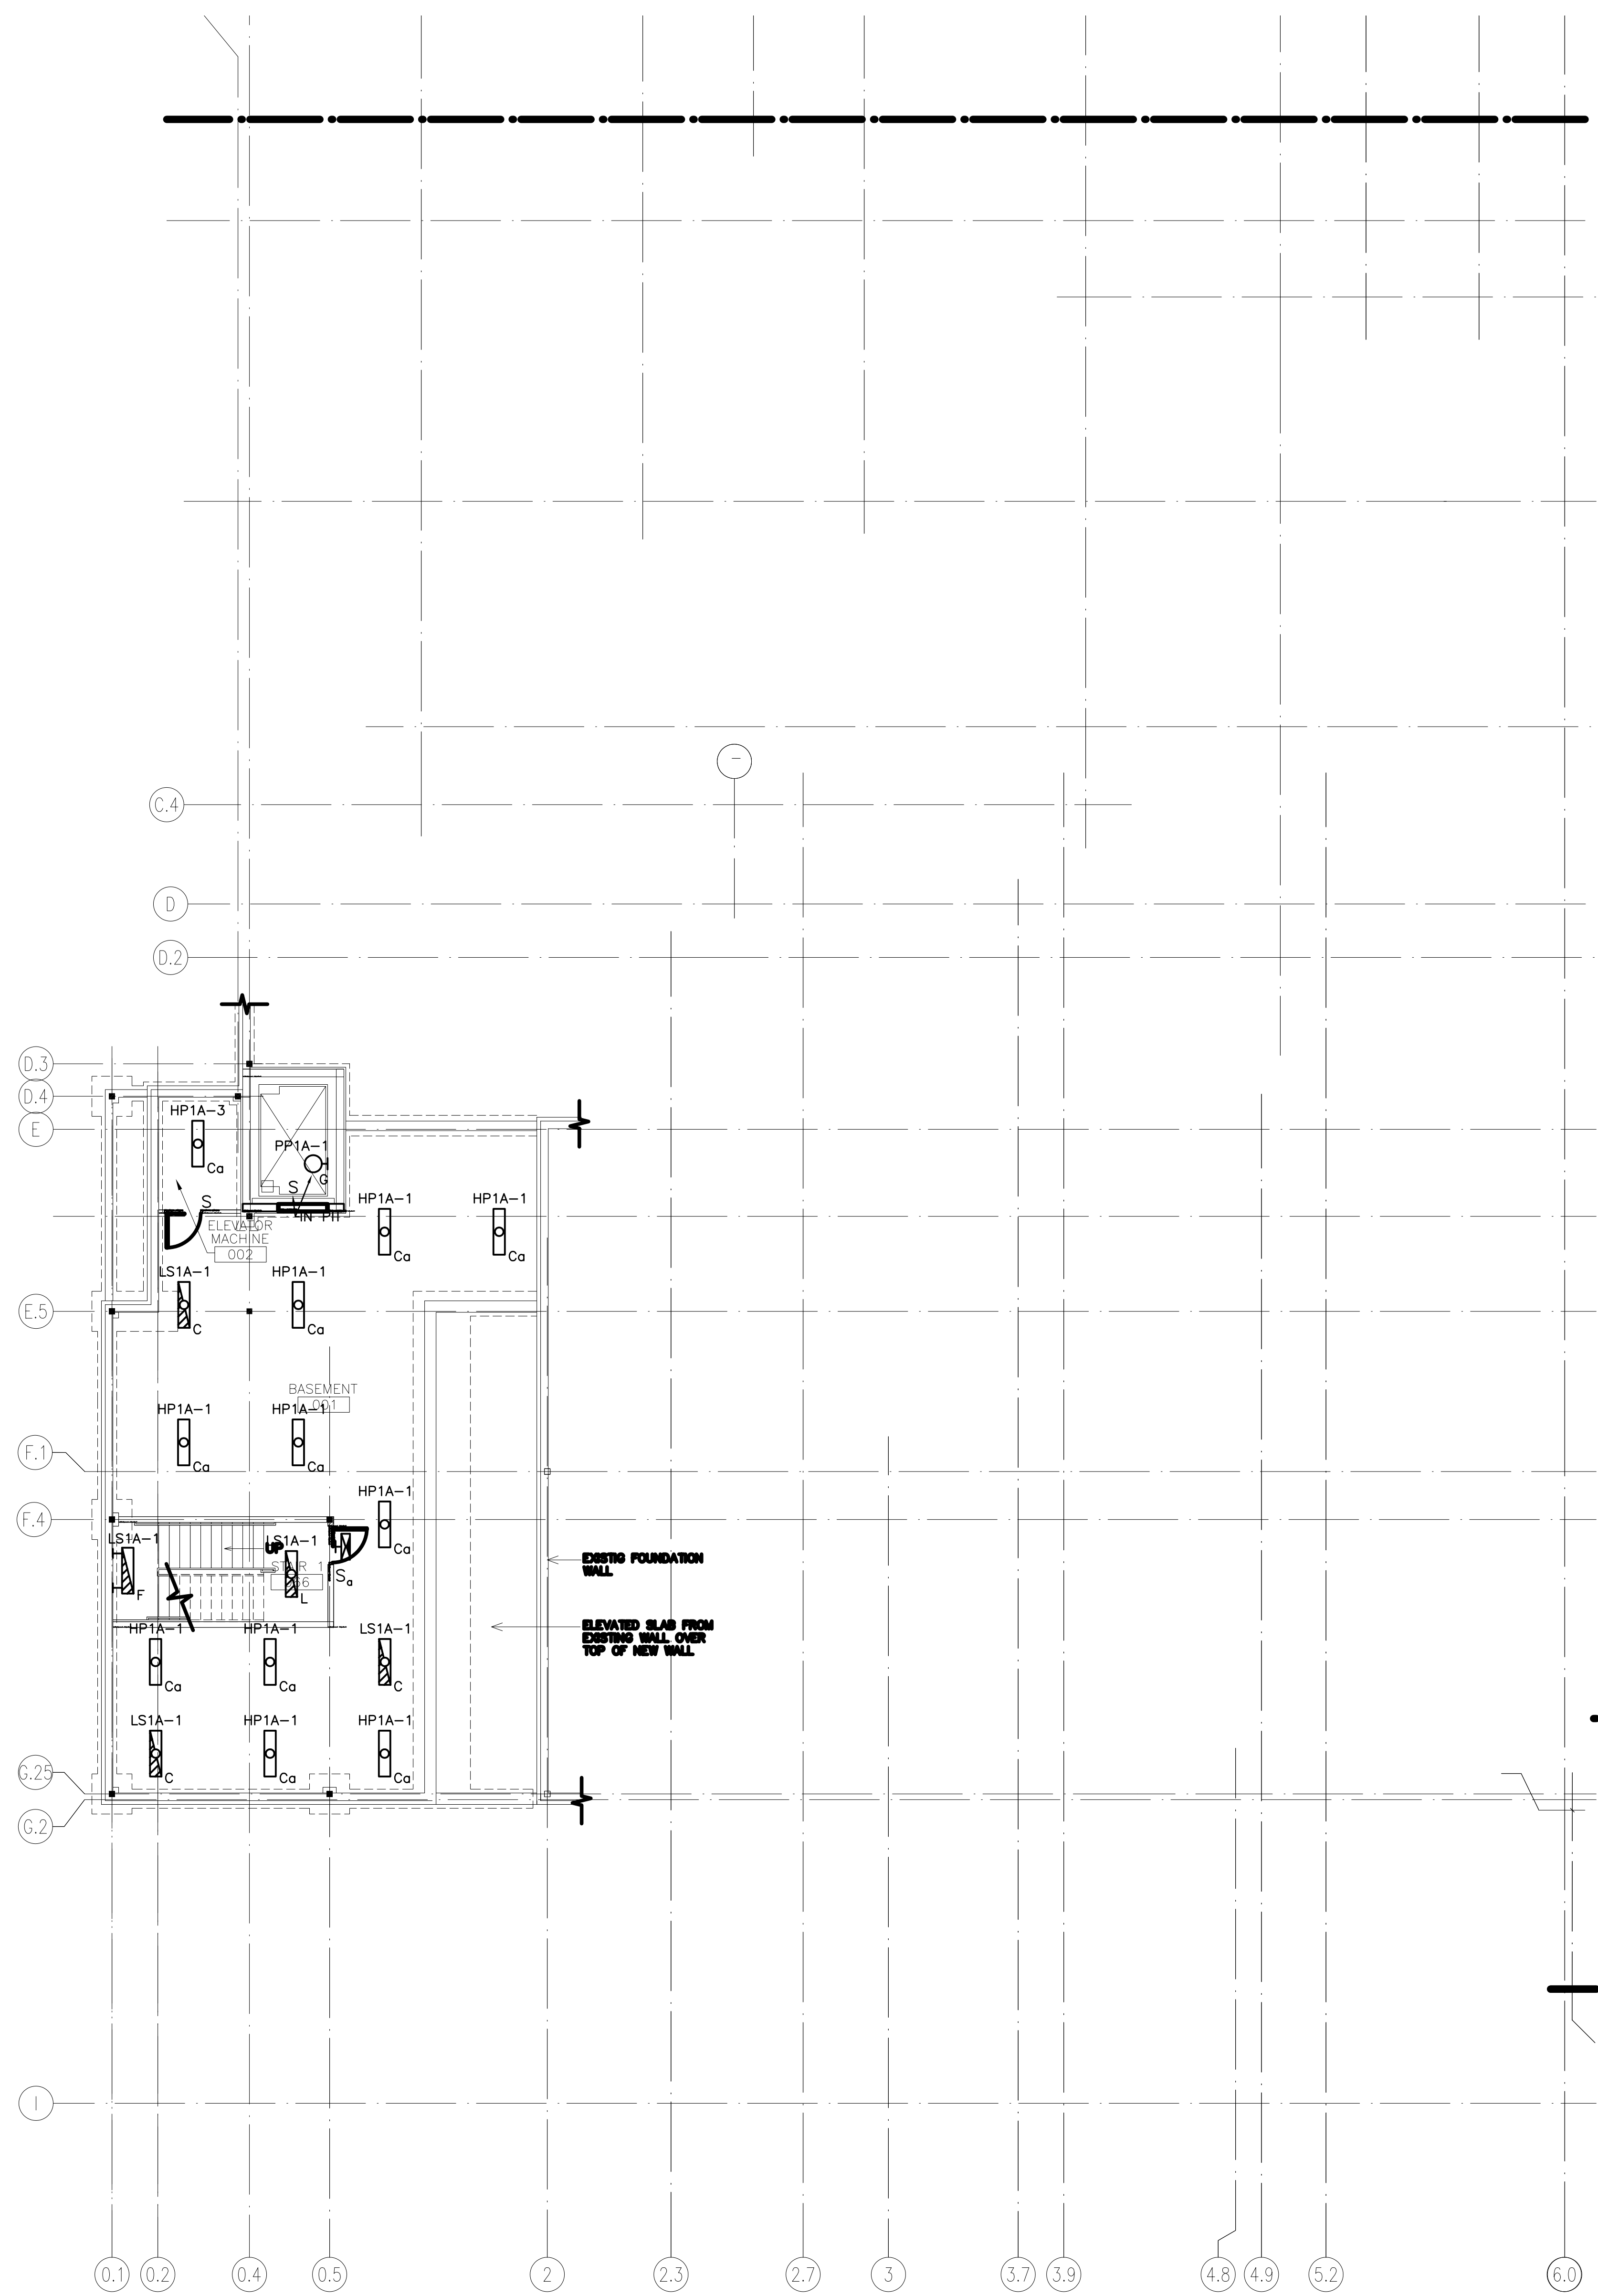 C.4
D
D.2
D.3
D.4
E
HP1A-3
Ca
PP1A-1
G
S
S
IN PIT
ELEVATOR
MACHINE
002
HP1A-1
Ca
HP1A-1
Ca
LS1A-1
C
HP1A-1
Ca
E.5
BASEMENT
001
HP1A-1
Ca
HP1A-1
Ca
F.1
HP1A-1
Ca
F.4
LS1A-1
F
UP
LS1A-1
L
STAIR 1
Sa
EXISTIG FOUNDATION
WALL
ELEVATED SLAB FROM
EXISTING WALL OVER
TOP OF NEW WALL
HP1A-1
Ca
HP1A-1
Ca
LS1A-1
C
LS1A-1
C
HP1A-1
Ca
HP1A-1
Ca
G.25
G.2
I
0.1
0.2
0.4
0.5
2
2.3
2.7
3
3.7
3.9
4.8
4.9
5.2
6.0